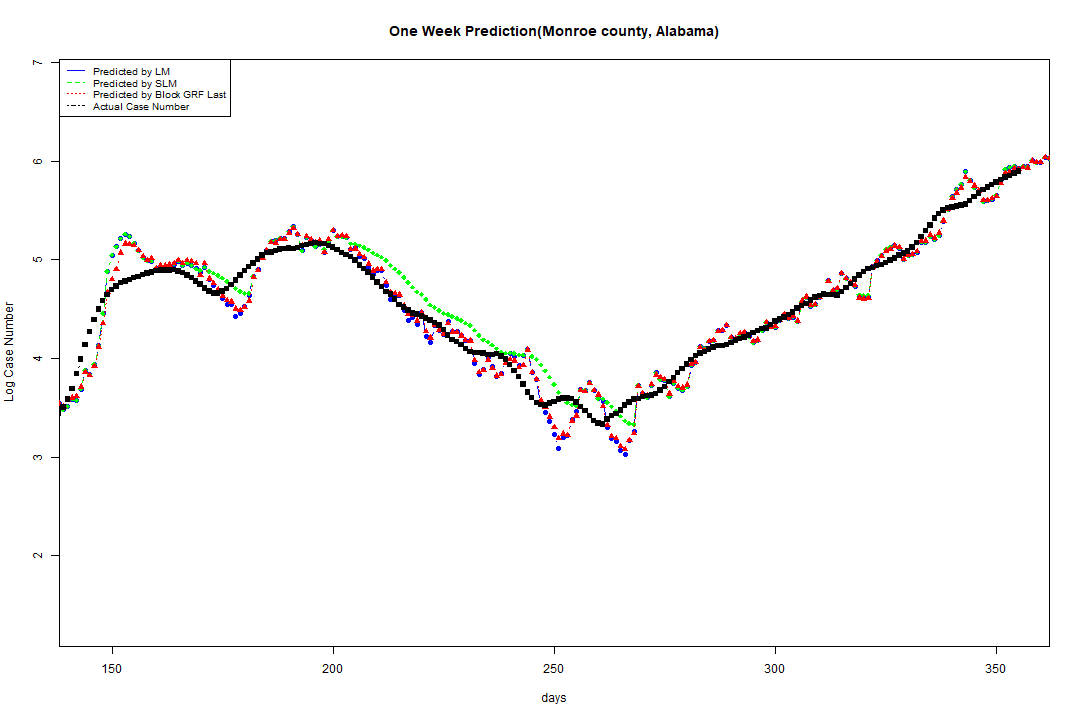 One Week Prediction(Monroe county, Alabama)
Predicted by LM
Predicted by SLM
Predicted by Block GRF Last
Actual Case Number
7
6
5
4
3
2
Log Case Number
150 200 250 300 350
days